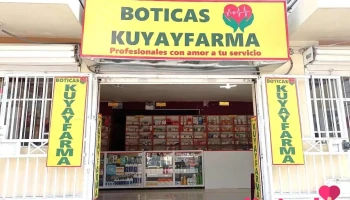 BOTICAS
KUYAYFARMA
Profesionales con amor a tu servicio
BOTICAS
KUYAYFARMA
BOTICAS
KUYAYFARMA